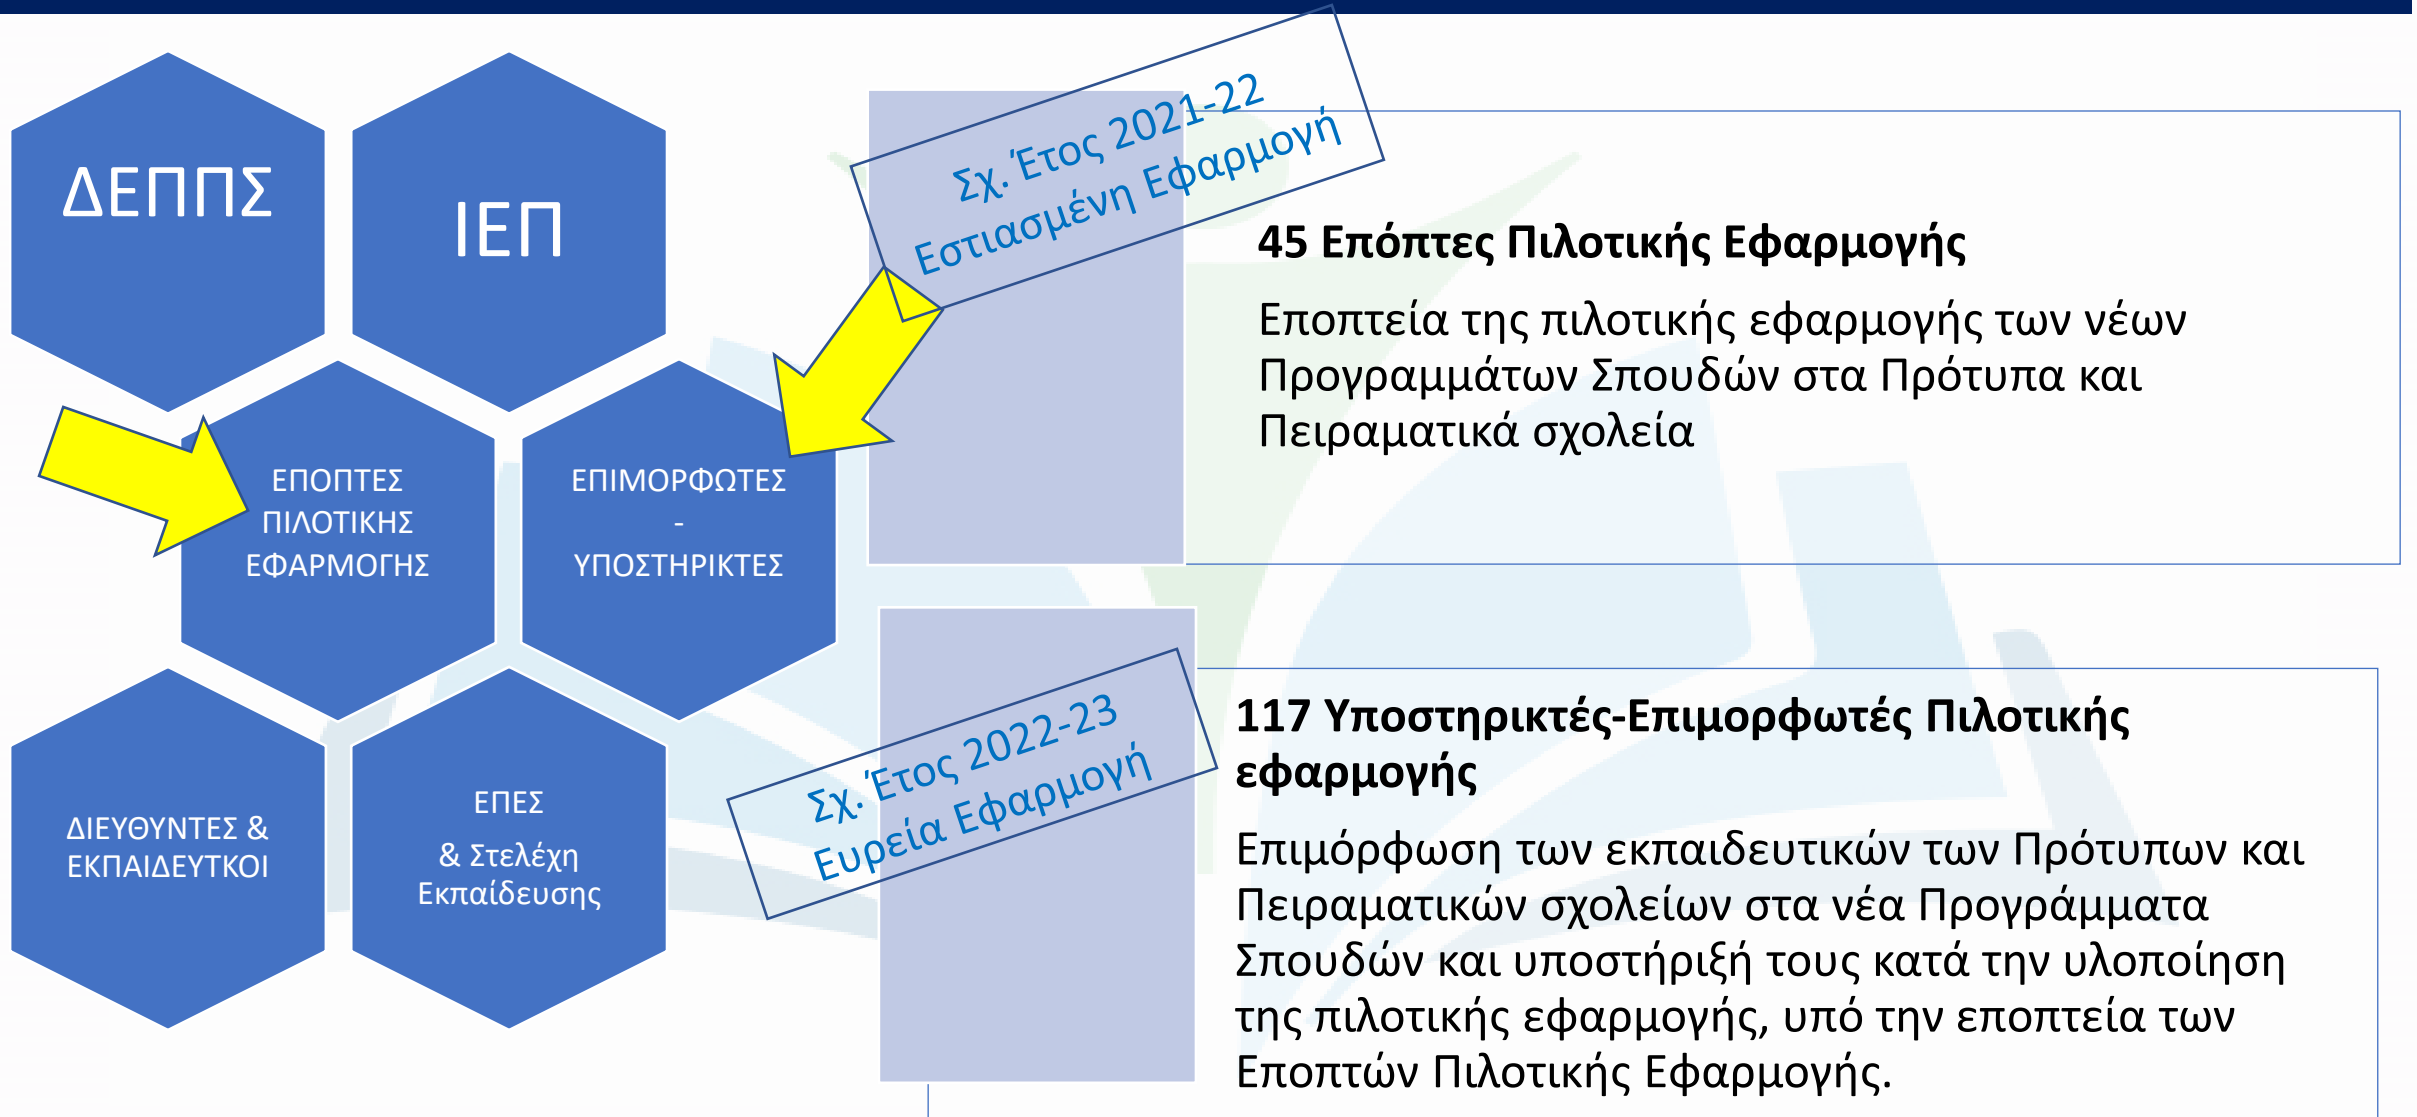 ΔΕΠΠΣ
ΙΕΠ
ΕΠΟΠΤΕΣ
ΠΙΛΟΤΙΚΗΣ
ΕΦΑΡΜΟΓΗΣ
ΕΠΙΜΟΡΦΩΤΕΣ
-
ΥΠΟΣΤΗΡΙΚΤΕΣ
ΔΙΕΥΘΥΝΤΕΣ &
ΕΚΠΑΙΔΕΥΤΚΟΙ
ΕΠΕΣ
& Στελέχη
Εκπαίδευσης
Σχ. Έτος 2021-22
Εστιασμένη Εφαρμογή
45 Επόπτες Πιλοτικής Εφαρμογής
Εποπτεία της πιλοτικής εφαρμογής των νέων
Προγραμμάτων Σπουδών στα Πρότυπα και
Πειραματικά σχολεία
Σχ. Έτος 2022-23
Ευρεία Εφαρμογή
117 Υποστηρικτές-Επιμορφωτές Πιλοτικής
εφαρμογής
Επιμόρφωση των εκπαιδευτικών των Πρότυπων και
Πειραματικών σχολείων στα νέα Προγράμματα
Σπουδών και υποστήριξή τους κατά την υλοποίηση
της πιλοτικής εφαρμογής, υπό την εποπτεία των
Εποπτών Πιλοτικής Εφαρμογής.